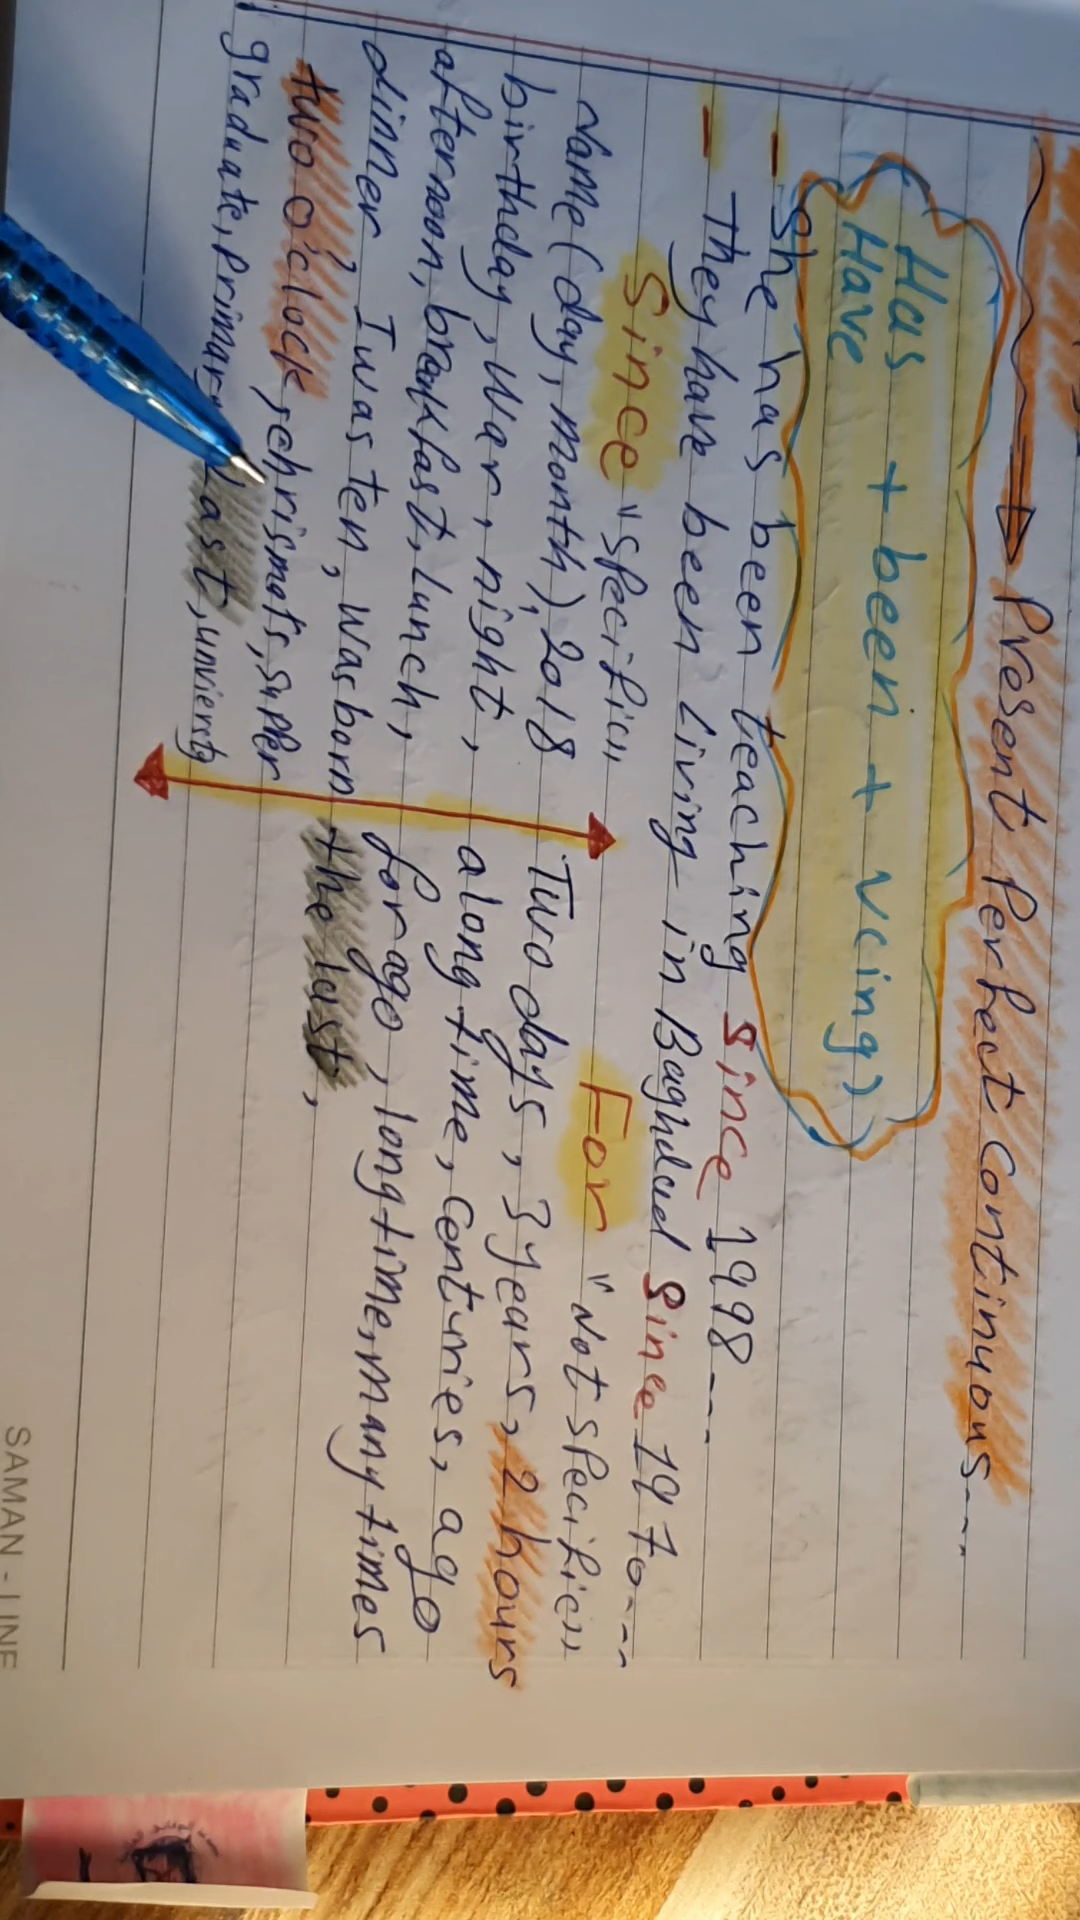 Present Perfect Continuous----
Has
Have + been + ving)
- She has been teaching since 1998----
- They have been Living in Baghdad Since 1970----
Since "specific"
Name (day, month), 2018
birthday, War, night,
afternoon, breakfast, lunch,
dinner I was ten, was born
two o'clock, christmats, supper
graduate, primary Last,
For "Not specific"
Two days, 3 years, 2 hours
a long time, centuries, ago
for ago, long time, many times
the last,
SAMAN-LINE